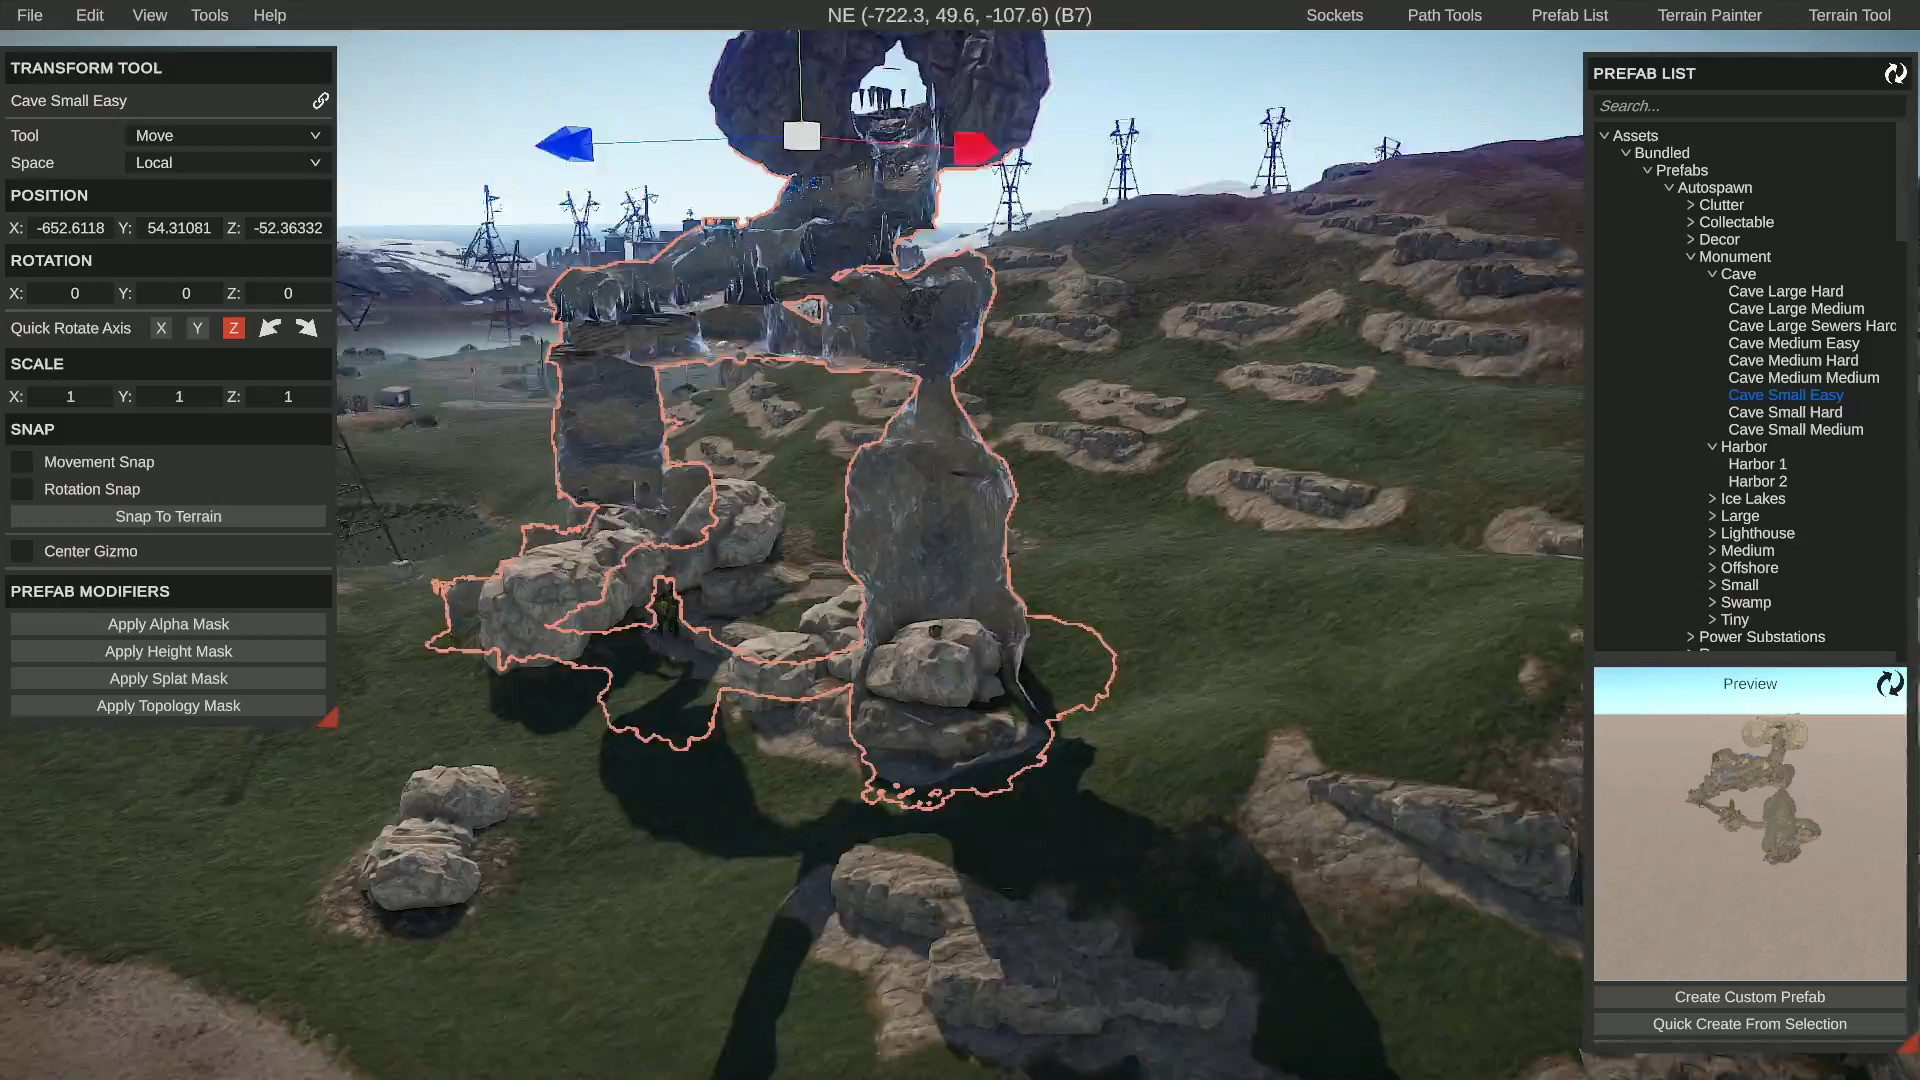 File Edit View Tools Help
NE (-722.3, 49.6, -107.6) (B7)
Sockets Path Tools Prefab List Terrain Painter Terrain Tool
TRANSFORM TOOL
Cave Small Easy
Tool Move
Space Local
POSITION
X: -652.6118 Y: 54.31081 Z: -52.36332
ROTATION
X: 0 Y: 0 Z: 0
Quick Rotate Axis X Y Z
SCALE
X: 1 Y: 1 Z: 1
SNAP
Movement Snap
Rotation Snap
Snap To Terrain
Center Gizmo
PREFAB MODIFIERS
Apply Alpha Mask
Apply Height Mask
Apply Splat Mask
Apply Topology Mask
PREFAB LIST
Search...
Assets
Bundled
Prefabs
Autospawn
Clutter
Collectable
Decor
Monument
Cave
Cave Large Hard
Cave Large Medium
Cave Large Sewers Hard
Cave Medium Easy
Cave Medium Hard
Cave Medium Medium
Cave Small Easy
Cave Small Hard
Cave Small Medium
Harbor
Harbor 1
Harbor 2
Ice Lakes
Large
Lighthouse
Medium
Offshore
Small
Swamp
Tiny
Power Substations
Preview
Create Custom Prefab
Quick Create From Selection